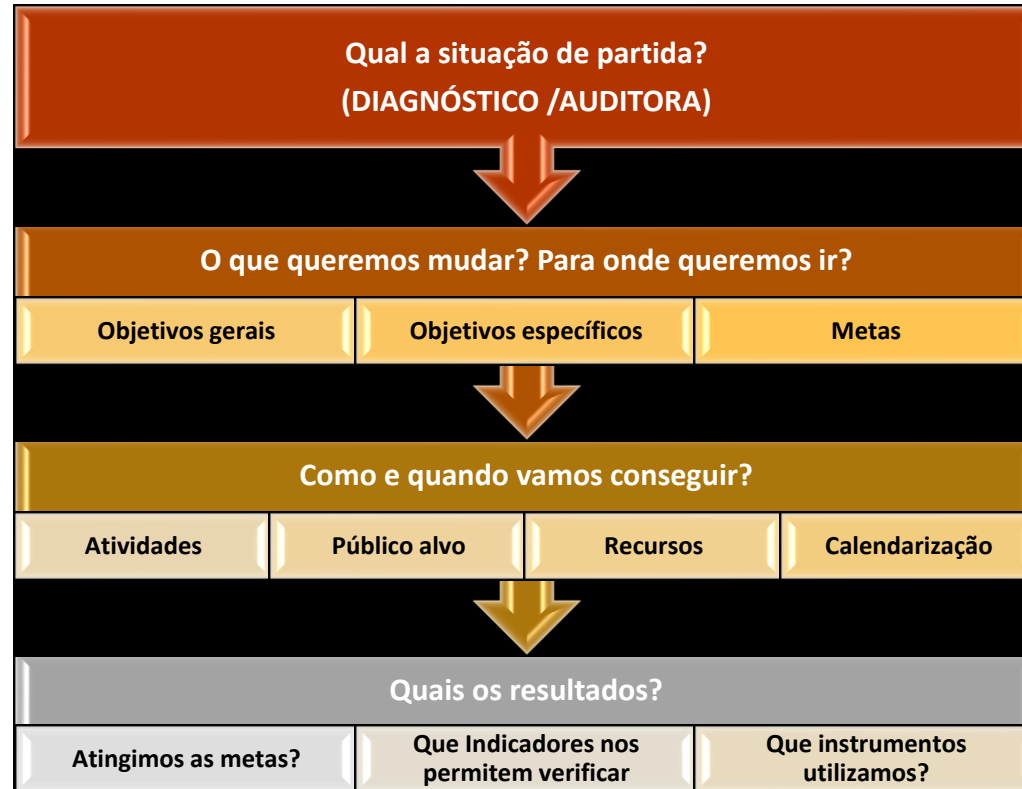 Qual a situação de partida?
(DIAGNÓSTICO /AUDITORA)
O que queremos mudar? Para onde queremos ir?
Objetivos gerais
Objetivos específicos
Metas
Como e quando vamos conseguir?
Atividades
Público alvo
Recursos
Calendarização
Quais os resultados?
Atingimos as metas?
Que Indicadores nos
permitem verificar
Que instrumentos
utilizamos?